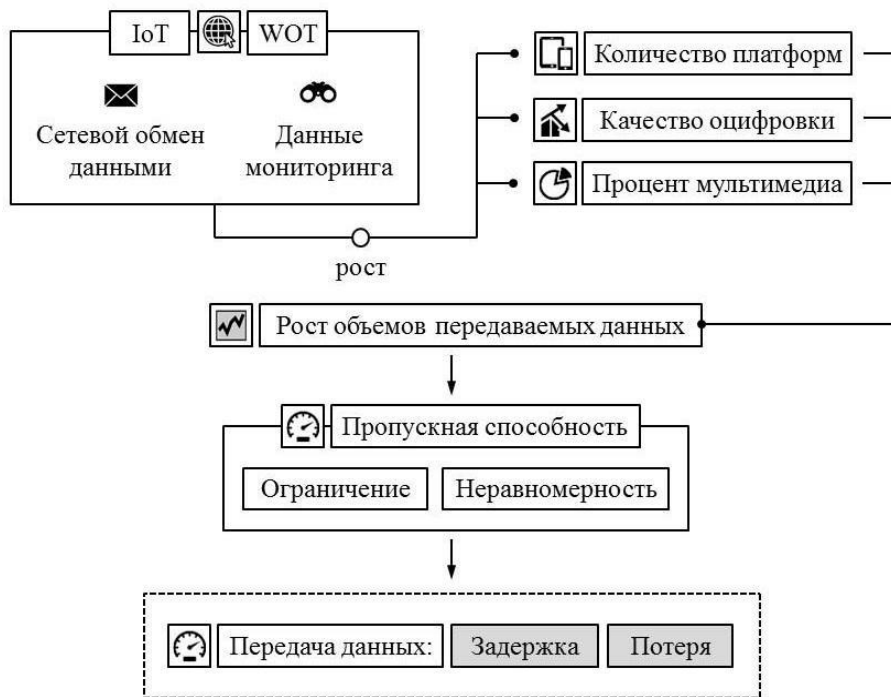 IoT WOT
Сетевой обмен
данными
Данные
мониторинга
Количество платформ
Качество оцифровки
Процент мультимедиа
рост
Рост объемов передаваемых данных
Пропускная способность
Ограничение
Неравномерность
Передача данных:
Задержка
Потеря